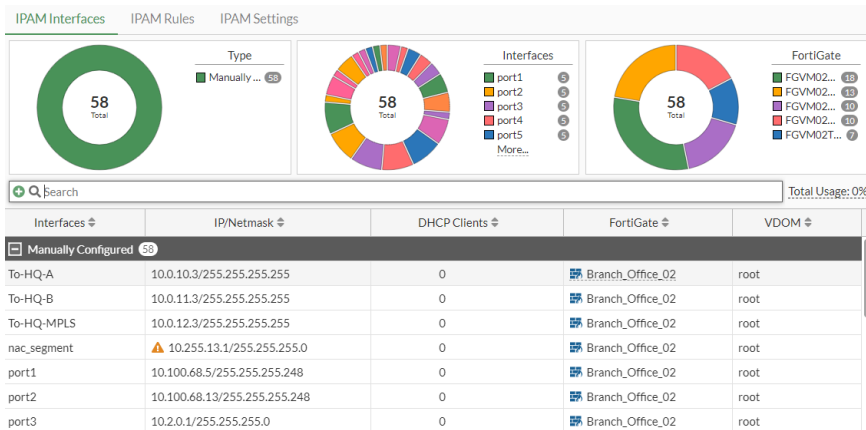 IPAM Interfaces IPAM Rules IPAM Settings
Type
Manually ... 58
58
Total
Interfaces
port1 5
port2 5
port3 5
port4 5
port5 5
More...
58
Total
FortiGate
FGVM02... 18
FGVM02... 13
FGVM02... 10
FGVM02... 10
FGVM02T... 7
58
Total
Search
Total Usage: 0%
Interfaces IP/Netmask DHCP Clients FortiGate VDOM
Manually Configured 58
To-HQ-A 10.0.10.3/255.255.255.255 0 Branch_Office_02 root
To-HQ-B 10.0.11.3/255.255.255.255 0 Branch_Office_02 root
To-HQ-MPLS 10.0.12.3/255.255.255.255 0 Branch_Office_02 root
nac_segment 10.255.13.1/255.255.255.0 0 Branch_Office_02 root
port1 10.100.68.5/255.255.255.248 0 Branch_Office_02 root
port2 10.100.68.13/255.255.255.248 0 Branch_Office_02 root
port3 10.2.0.1/255.255.255.0 0 Branch_Office_02 root